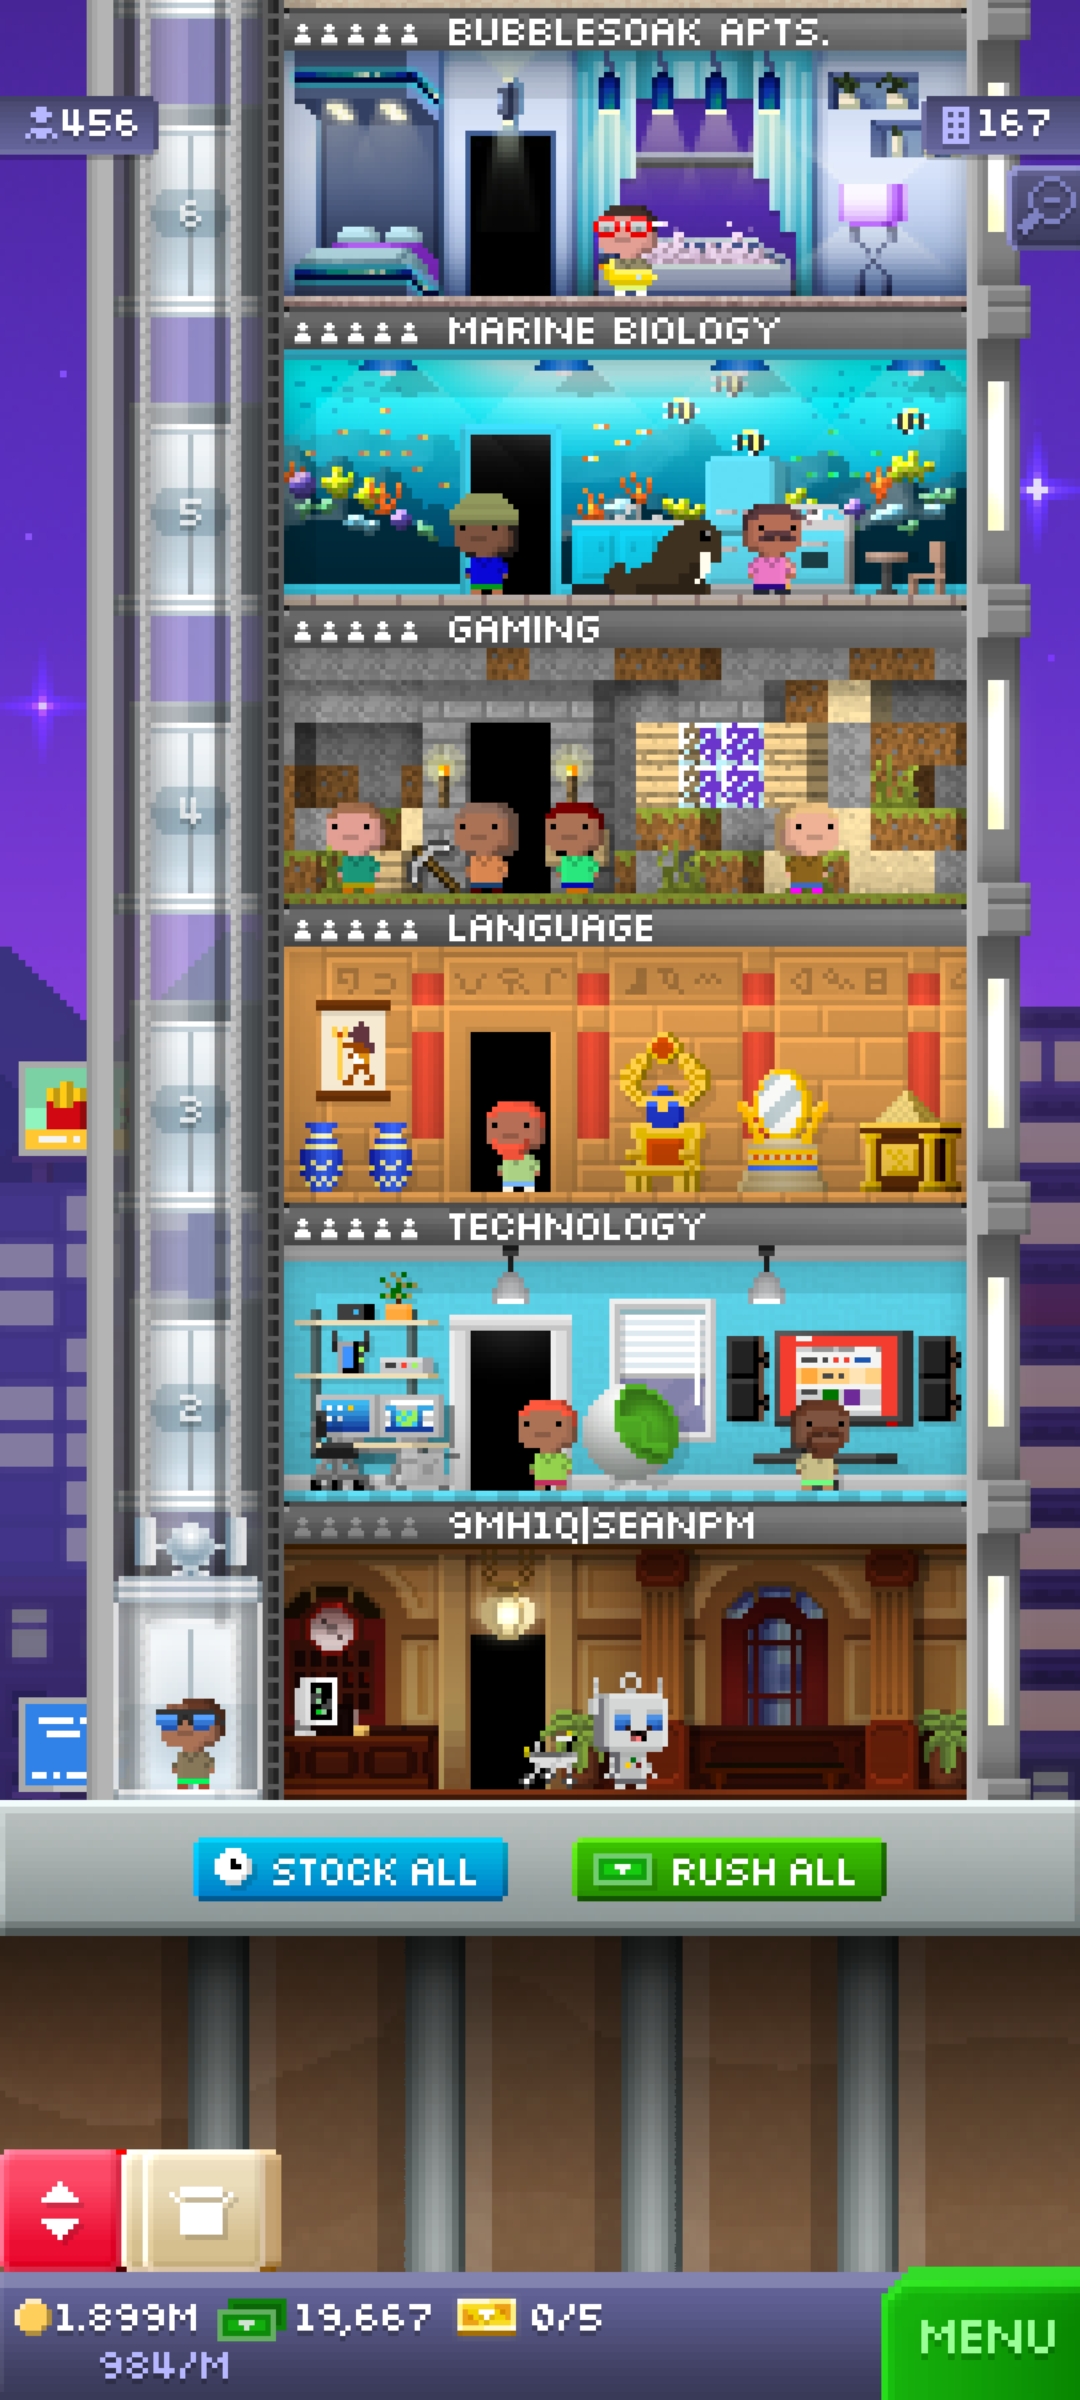 BUBBLESOAK APTS.
456
167
6
MARINE BIOLOGY
5
GAMING
4
LANGUAGE
3
TECHNOLOGY
2
9MH1Q|SEANPM
STOCK ALL
RUSH ALL
1.899M
19,667
0/5
984/M
MENU